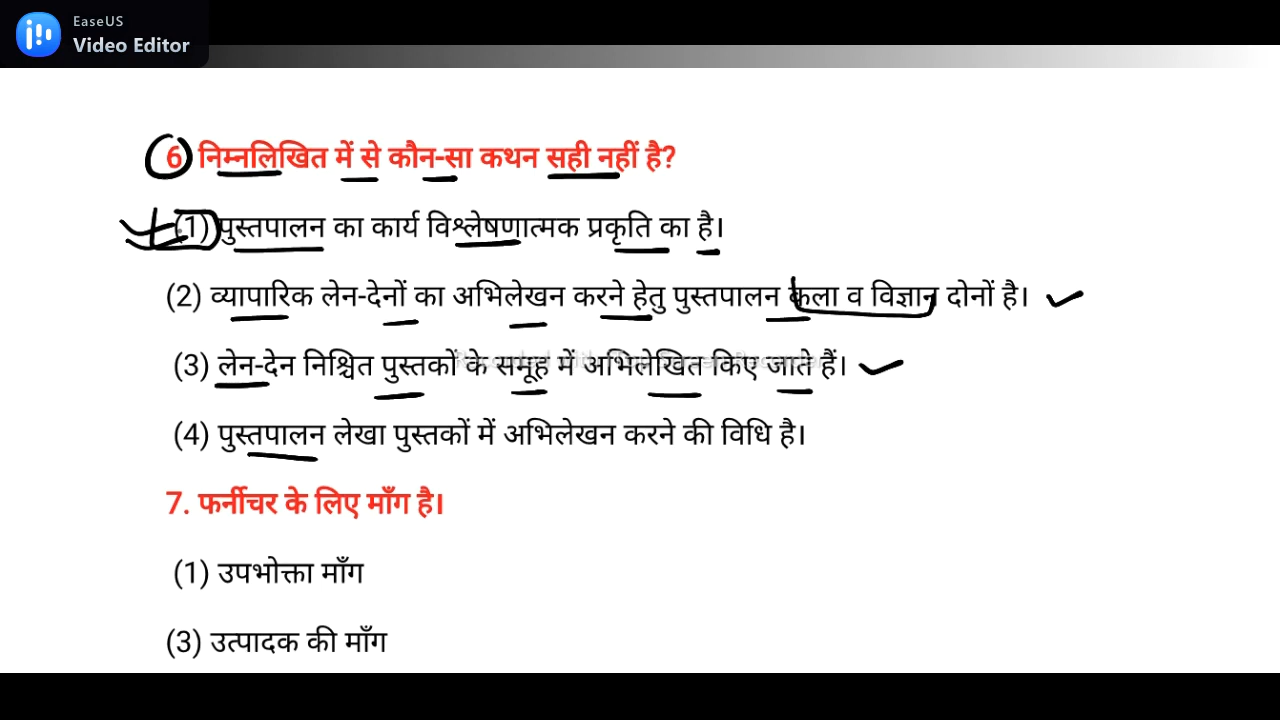 EaseUS
Video Editor
6 निम्नलिखित में से कौन-सा कथन सही नहीं है?
(1) पुस्तपालन का कार्य विश्लेषणात्मक प्रकृति का है।
(2) व्यापारिक लेन-देनों का अभिलेखन करने हेतु पुस्तपालन कला व विज्ञान दोनों है।
(3) लेन-देन निश्चित पुस्तकों के समूह में अभिलेखित किए जाते हैं।
(4) पुस्तपालन लेखा पुस्तकों में अभिलेखन करने की विधि है।
7. फर्नीचर के लिए माँग है।
(1) उपभोक्ता माँग
(3) उत्पादक की माँग